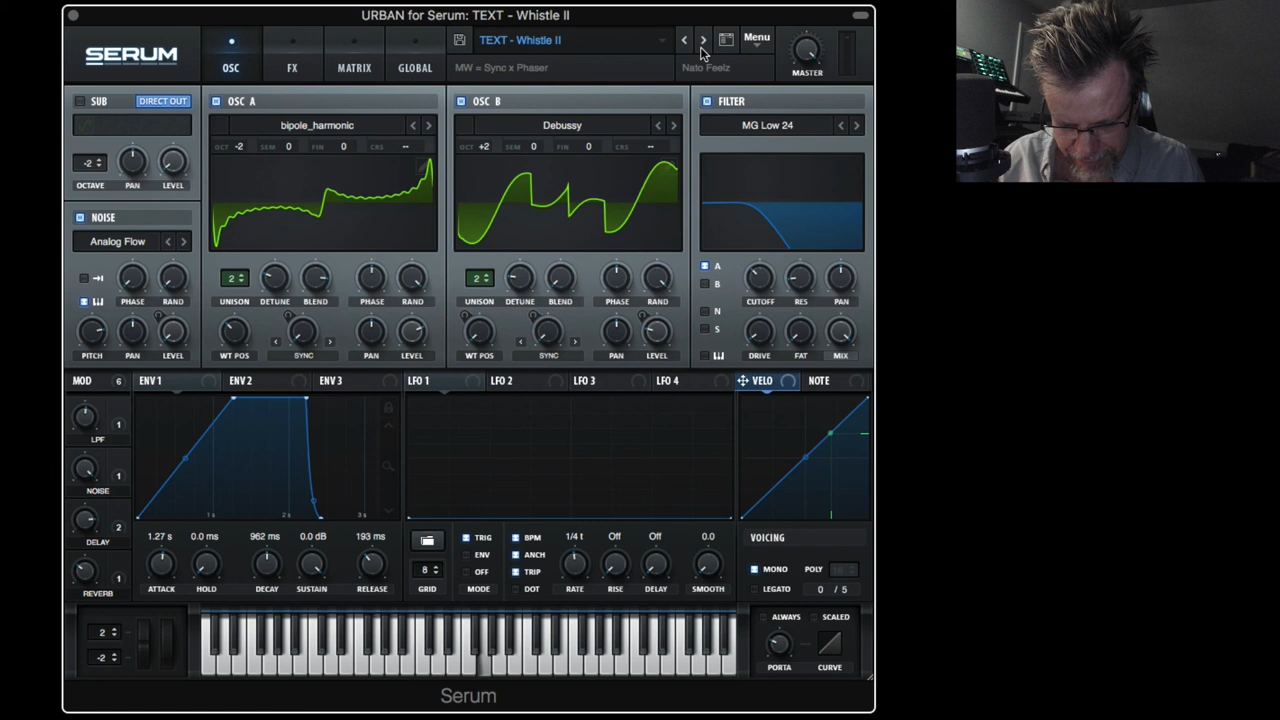 URBAN for Serum: TEXT - Whistle II
SERUM
OSC
FX
MATRIX
GLOBAL
TEXT - Whistle II
MW = Sync x Phaser
Nato Feelz
Menu
MASTER
SUB
DIRECT OUT
-2
OCTAVE
PAN
LEVEL
NOISE
Analog Flow
PHASE
RAND
PITCH
PAN
LEVEL
OSC A
bipole_harmonic
OCT -2 SEM 0 FIN 0 CRS --
2
UNISON
DETUNE
BLEND
PHASE
RAND
WT POS
SYNC
PAN
LEVEL
OSC B
Debussy
OCT +2 SEM 0 FIN 0 CRS --
2
UNISON
DETUNE
BLEND
PHASE
RAND
WT POS
SYNC
PAN
LEVEL
FILTER
MG Low 24
A
B
N
S
CUTOFF
RES
PAN
DRIVE
FAT
MIX
MOD 6
ENV 1
ENV 2
ENV 3
LFO 1
LFO 2
LFO 3
LFO 4
VELO
NOTE
1
LPF
1
NOISE
2
DELAY
1
REVERB
1 s
2 s
3 s
1.27 s
0.0 ms
962 ms
0.0 dB
193 ms
ATTACK
HOLD
DECAY
SUSTAIN
RELEASE
8
GRID
TRIG
ENV
OFF
MODE
BPM
ANCH
TRIP
DOT
1/4 t
Off
Off
0.0
RATE
RISE
DELAY
SMOOTH
VOICING
MONO
POLY
LEGATO
0 / 5
2
-2
ALWAYS
SCALED
PORTA
CURVE
Serum